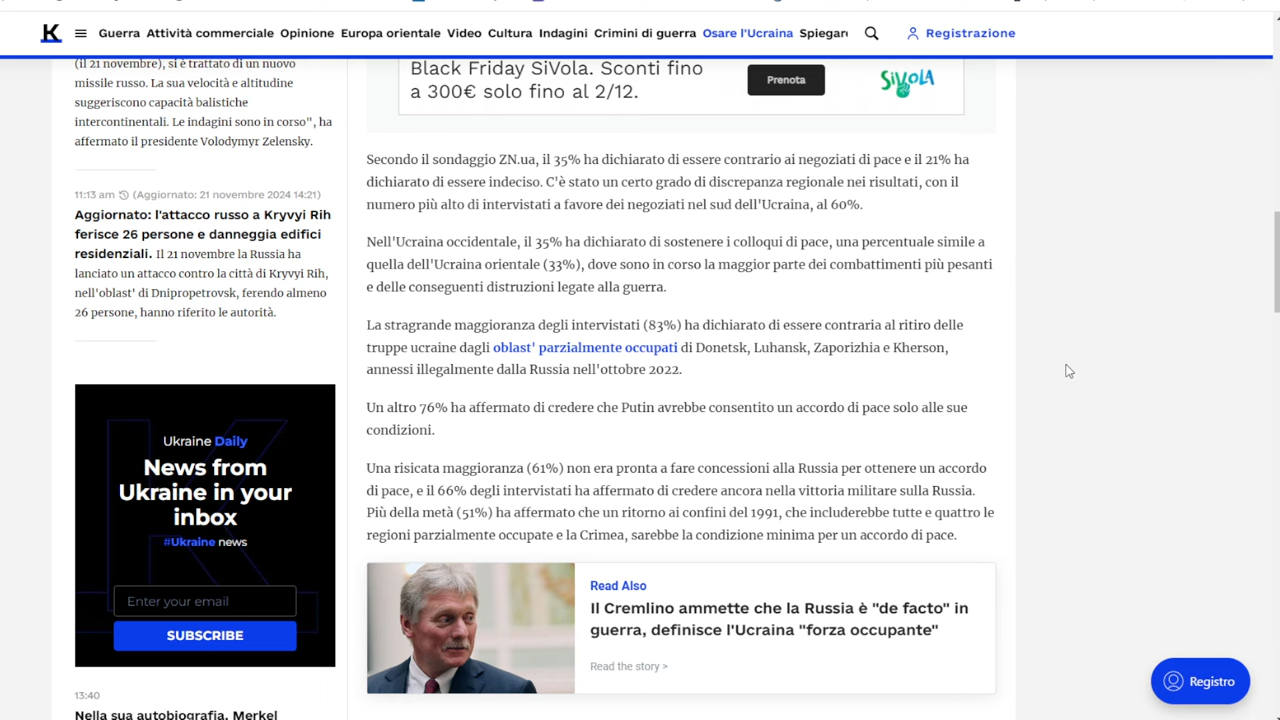 K
Guerra Attività commerciale Opinione Europa orientale Video Cultura Indagini Crimini di guerra Osare l'Ucraina Spiegare
Registrazione
(il 21 novembre), si è trattato di un nuovo
missile russo. La sua velocità e altitudine
suggeriscono capacità balistiche
intercontinentali. Le indagini sono in corso", ha
affermato il presidente Volodymyr Zelensky.
11:13 am (Aggiornato: 21 novembre 2024 14:21)
Aggiornato: l'attacco russo a Kryvyi Rih
ferisce 26 persone e danneggia edifici
residenziali. Il 21 novembre la Russia ha
lanciato un attacco contro la città di Kryvyi Rih,
nell'oblast' di Dnipropetrovsk, ferendo almeno
26 persone, hanno riferito le autorità.
Ukraine Daily
News from
Ukraine in your
inbox
#Ukraine news
Enter your email
SUBSCRIBE
13:40
Nella sua autobiografia, Merkel
Black Friday SiVola. Sconti fino
a 300€ solo fino al 2/12.
Prenota
SiVOLA
Secondo il sondaggio ZN.ua, il 35% ha dichiarato di essere contrario ai negoziati di pace e il 21% ha
dichiarato di essere indeciso. C'è stato un certo grado di discrepanza regionale nei risultati, con il
numero più alto di intervistati a favore dei negoziati nel sud dell'Ucraina, al 60%.
Nell'Ucraina occidentale, il 35% ha dichiarato di sostenere i colloqui di pace, una percentuale simile a
quella dell'Ucraina orientale (33%), dove sono in corso la maggior parte dei combattimenti più pesanti
e delle conseguenti distruzioni legate alla guerra.
La stragrande maggioranza degli intervistati (83%) ha dichiarato di essere contraria al ritiro delle
truppe ucraine dagli oblast' parzialmente occupati di Donetsk, Luhansk, Zaporizhia e Kherson,
annessi illegalmente dalla Russia nell'ottobre 2022.
Un altro 76% ha affermato di credere che Putin avrebbe consentito un accordo di pace solo alle sue
condizioni.
Una risicata maggioranza (61%) non era pronta a fare concessioni alla Russia per ottenere un accordo
di pace, e il 66% degli intervistati ha affermato di credere ancora nella vittoria militare sulla Russia.
Più della metà (51%) ha affermato che un ritorno ai confini del 1991, che includerebbe tutte e quattro le
regioni parzialmente occupate e la Crimea, sarebbe la condizione minima per un accordo di pace.
Read Also
Il Cremlino ammette che la Russia è "de facto" in
guerra, definisce l'Ucraina "forza occupante"
Read the story >
Registro